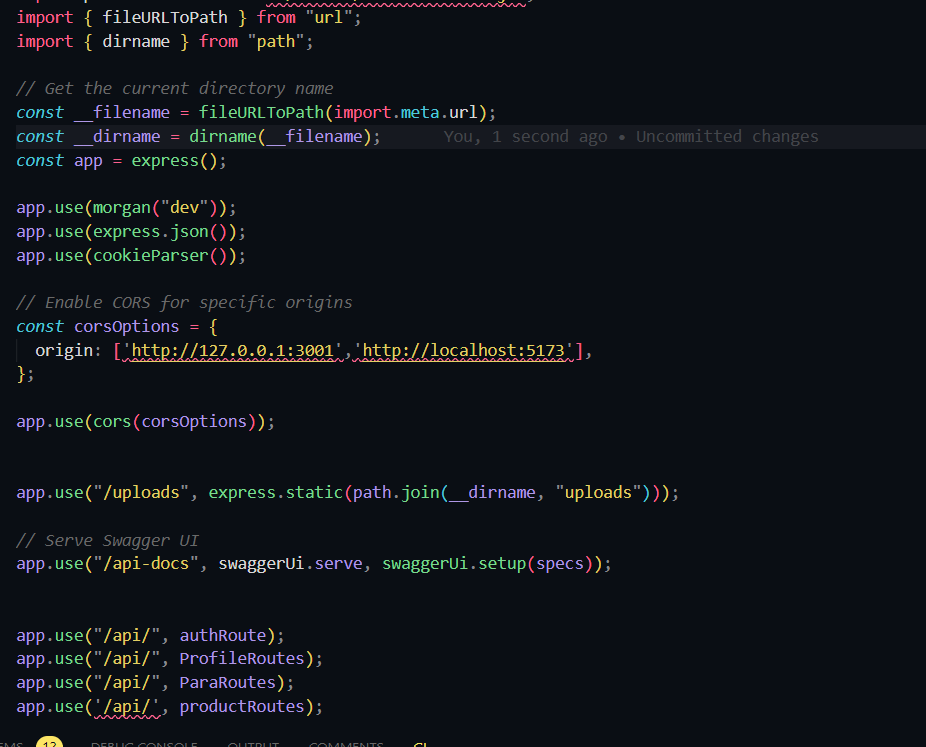 import { fileURLToPath } from "url";
import { dirname } from "path";
// Get the current directory name
const __filename = fileURLToPath(import.meta.url);
const __dirname = dirname(__filename); You, 1 second ago • Uncommitted changes
const app = express();
app.use(morgan("dev"));
app.use(express.json());
app.use(cookieParser());
// Enable CORS for specific origins
const corsOptions = {
origin: ['http://127.0.0.1:3001','http://localhost:5173'],
};
app.use(cors(corsOptions));
app.use("/uploads", express.static(path.join(__dirname, "uploads")));
// Serve Swagger UI
app.use("/api-docs", swaggerUi.serve, swaggerUi.setup(specs));
app.use("/api/", authRoute);
app.use("/api/", ProfileRoutes);
app.use("/api/", ParaRoutes);
app.use('/api/', productRoutes);
12 DEBUG CONSOLE OUTPUT COMMENTS